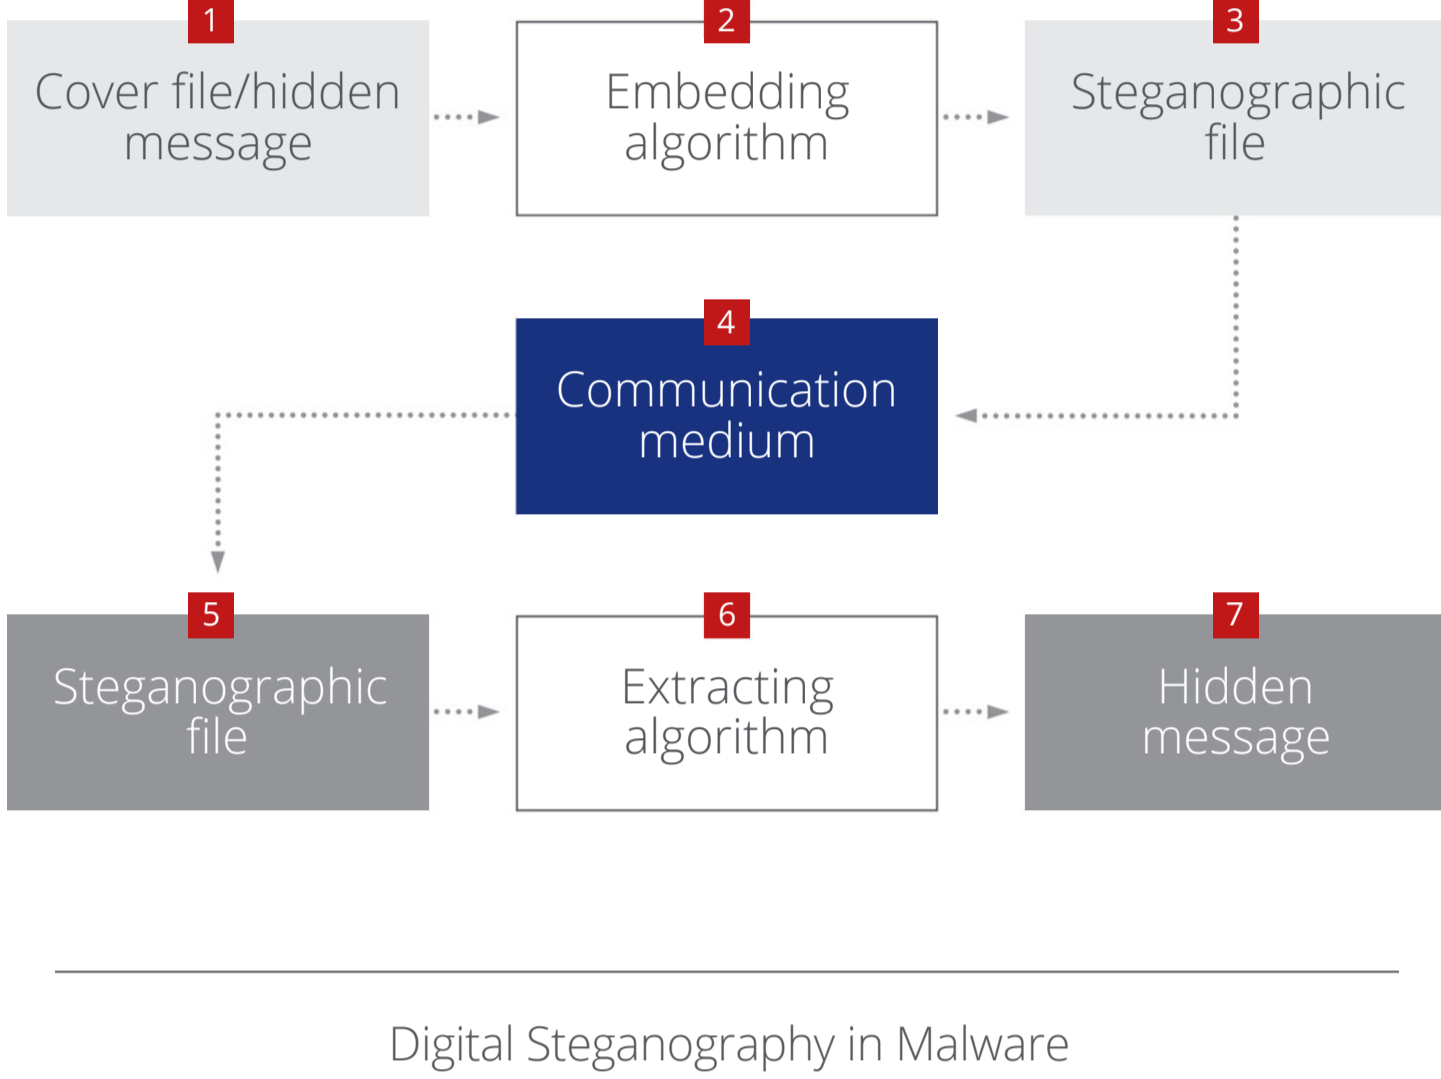 1
Cover file/hidden
message
2
Embedding
algorithm
3
Steganographic
file
4
Communication
medium
5
Steganographic
file
6
Extracting
algorithm
7
Hidden
message
Digital Steganography in Malware